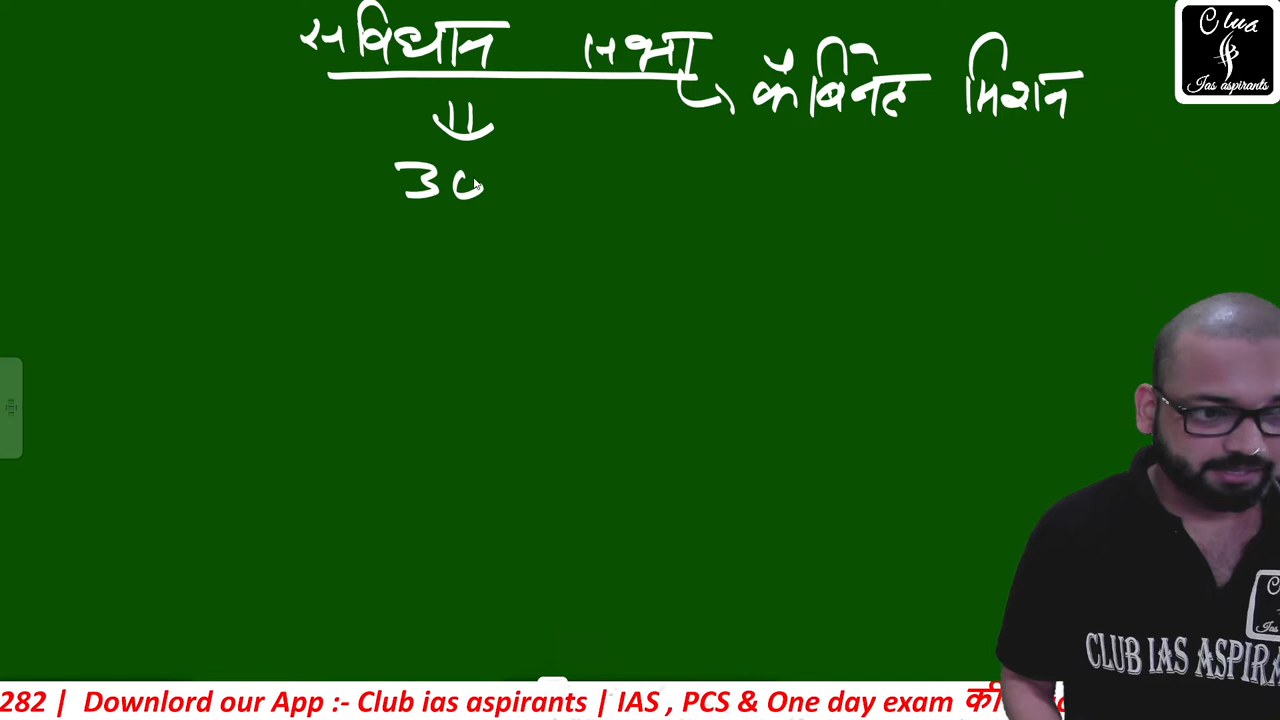 सविधान सभा
कॅबिनेट मिशन
30
Club
Ias aspirants
CLUB IAS ASPIRA
282 | Downlord our App :- Club ias aspirants | IAS , PCS & One day exam की